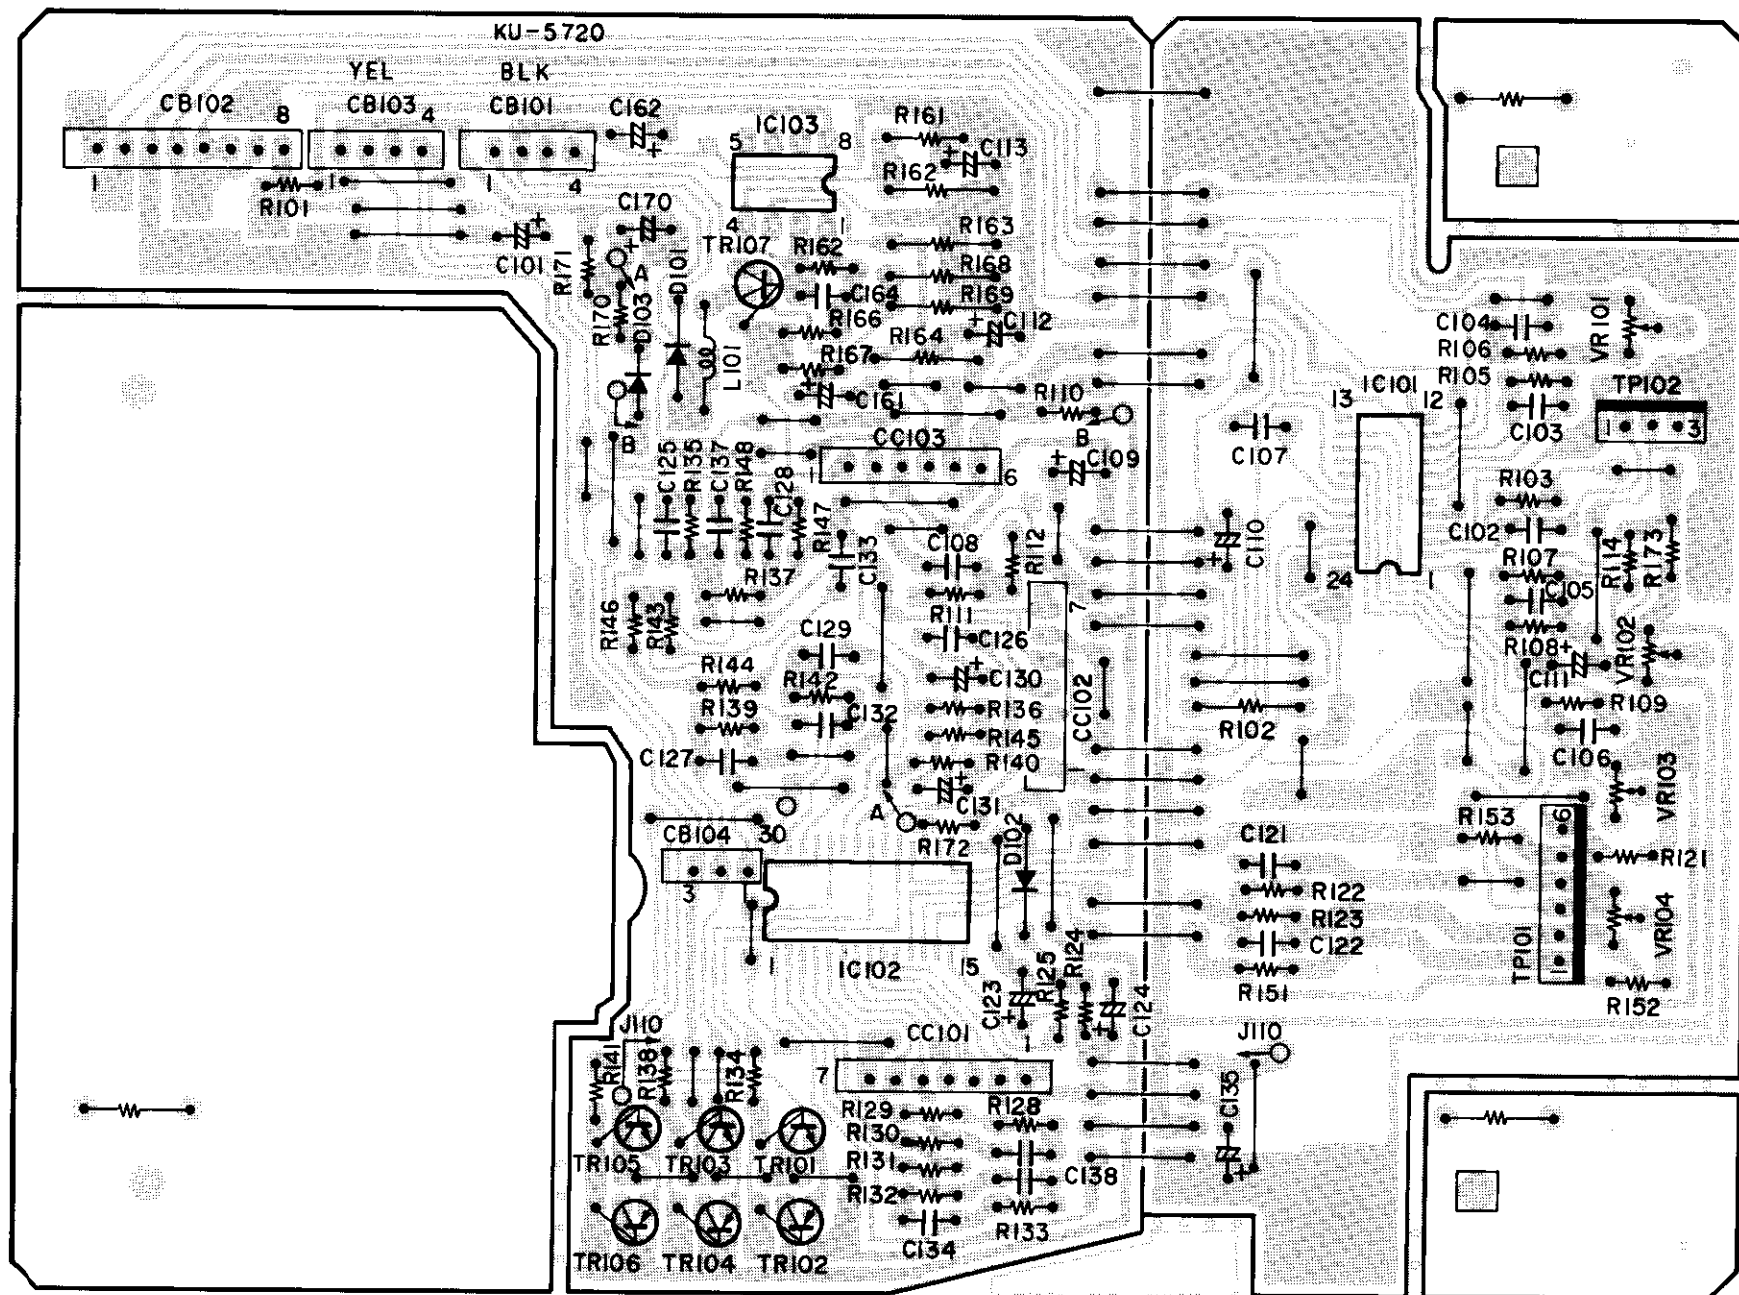 KU-5720
YEL BLK
CB102 8 CB103 4 CB101 C162
5 IC103 8 R161
+ C113
+
1 1 1 4 R162
R101 C170 4 1 R163
+ C101 R171 + A D101 TR107 R162 R168
C164 R169
R170 D103 R166 + C112
R164
L101 R167
+ C161
C104 VR101
R106
R105
13 IC101 12 TP102
R110
B
B
1 3
C103
CC103
1 6
+ C109
C107
C125 R135 C137 R148 C128 R147
C133 C108 R112
R103
C102
C110 +
R107 R114 R173
24 1
C105
R137 R111 7
R146 R143 C129 C126
R108 + VR102
C111
R144 R142 + C130 CC102
R139 C132 R136 R102 R109
C127 R145 C106
R140 1
+ C131 VR103
A
CB104 30 R172 D102 C121 R153 6
R121
3 R122
R123
C122 TP101 VR104
1 IC102 15
R125 R124 R151 1 R152
C123 + + C124
J110 CC101 1 J110
R141 R138 R134 7 C135
R129 R128
R130
TR105 TR103 TR101 R131 C138 +
R132
R133
C134
TR106 TR104 TR102